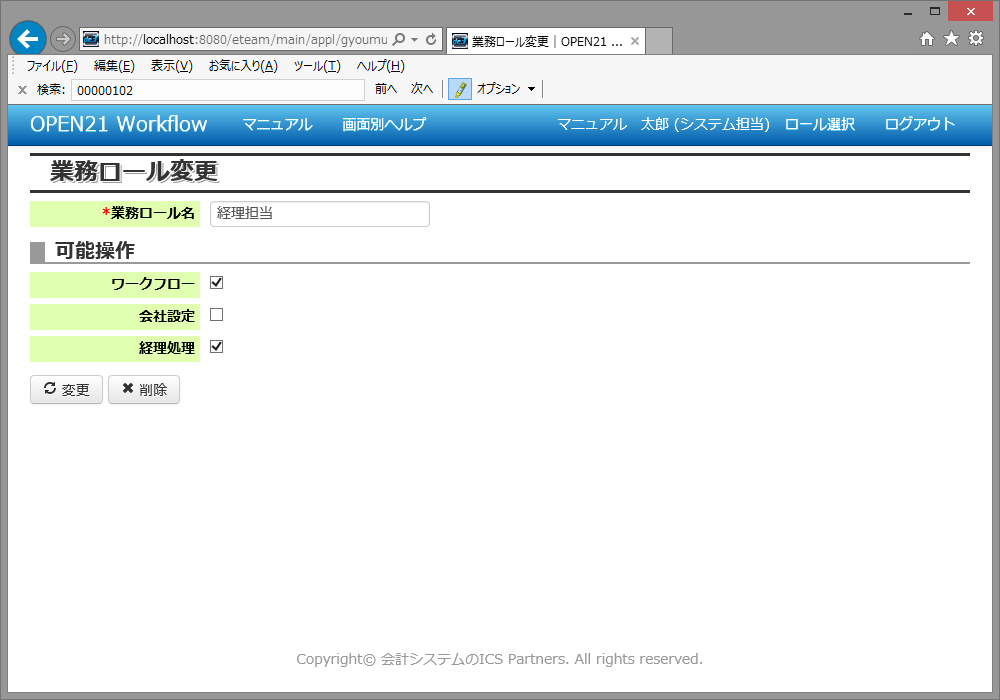 http://localhost:8080/eteam/main/appl/gyoumu
業務ロール変更 | OPEN21 ...
ファイル(F) 編集(E) 表示(V) お気に入り(A) ツール(T) ヘルプ(H)
検索: 00000102 前へ 次へ オプション
OPEN21 Workflow マニュアル 画面別ヘルプ マニュアル 太郎 (システム担当) ロール選択 ログアウト
業務ロール変更
*業務ロール名 経理担当
可能操作
ワークフロー
会社設定
経理処理
変更 削除
Copyright© 会計システムのICS Partners. All rights reserved.